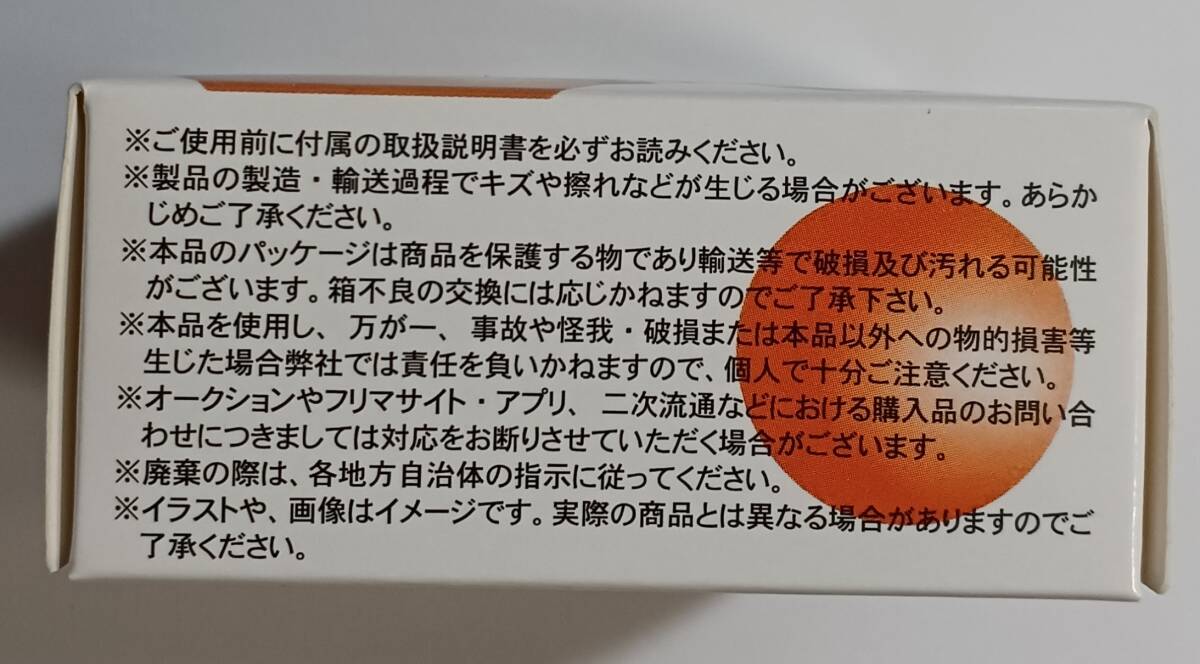 ※ご使用前に付属の取扱説明書を必ずお読みください。
※製品の製造・輸送過程でキズや擦れなどが生じる場合がございます。あらか
じめご了承ください。
※本品のパッケージは商品を保護する物であり輸送等で破損及び汚れる可能性
がございます。箱不良の交換には応じかねますのでご了承下さい。
※本品を使用し、万が一、事故や怪我・破損または本品以外への物的損害等
生じた場合弊社では責任を負いかねますので、個人で十分ご注意ください。
※オークションやフリマサイト・アプリ、二次流通などにおける購入品のお問い合
わせにつきましては対応をお断りさせていただく場合がございます。
※廃棄の際は、各地方自治体の指示に従ってください。
※イラストや、画像はイメージです。実際の商品とは異なる場合がありますのでご
了承ください。